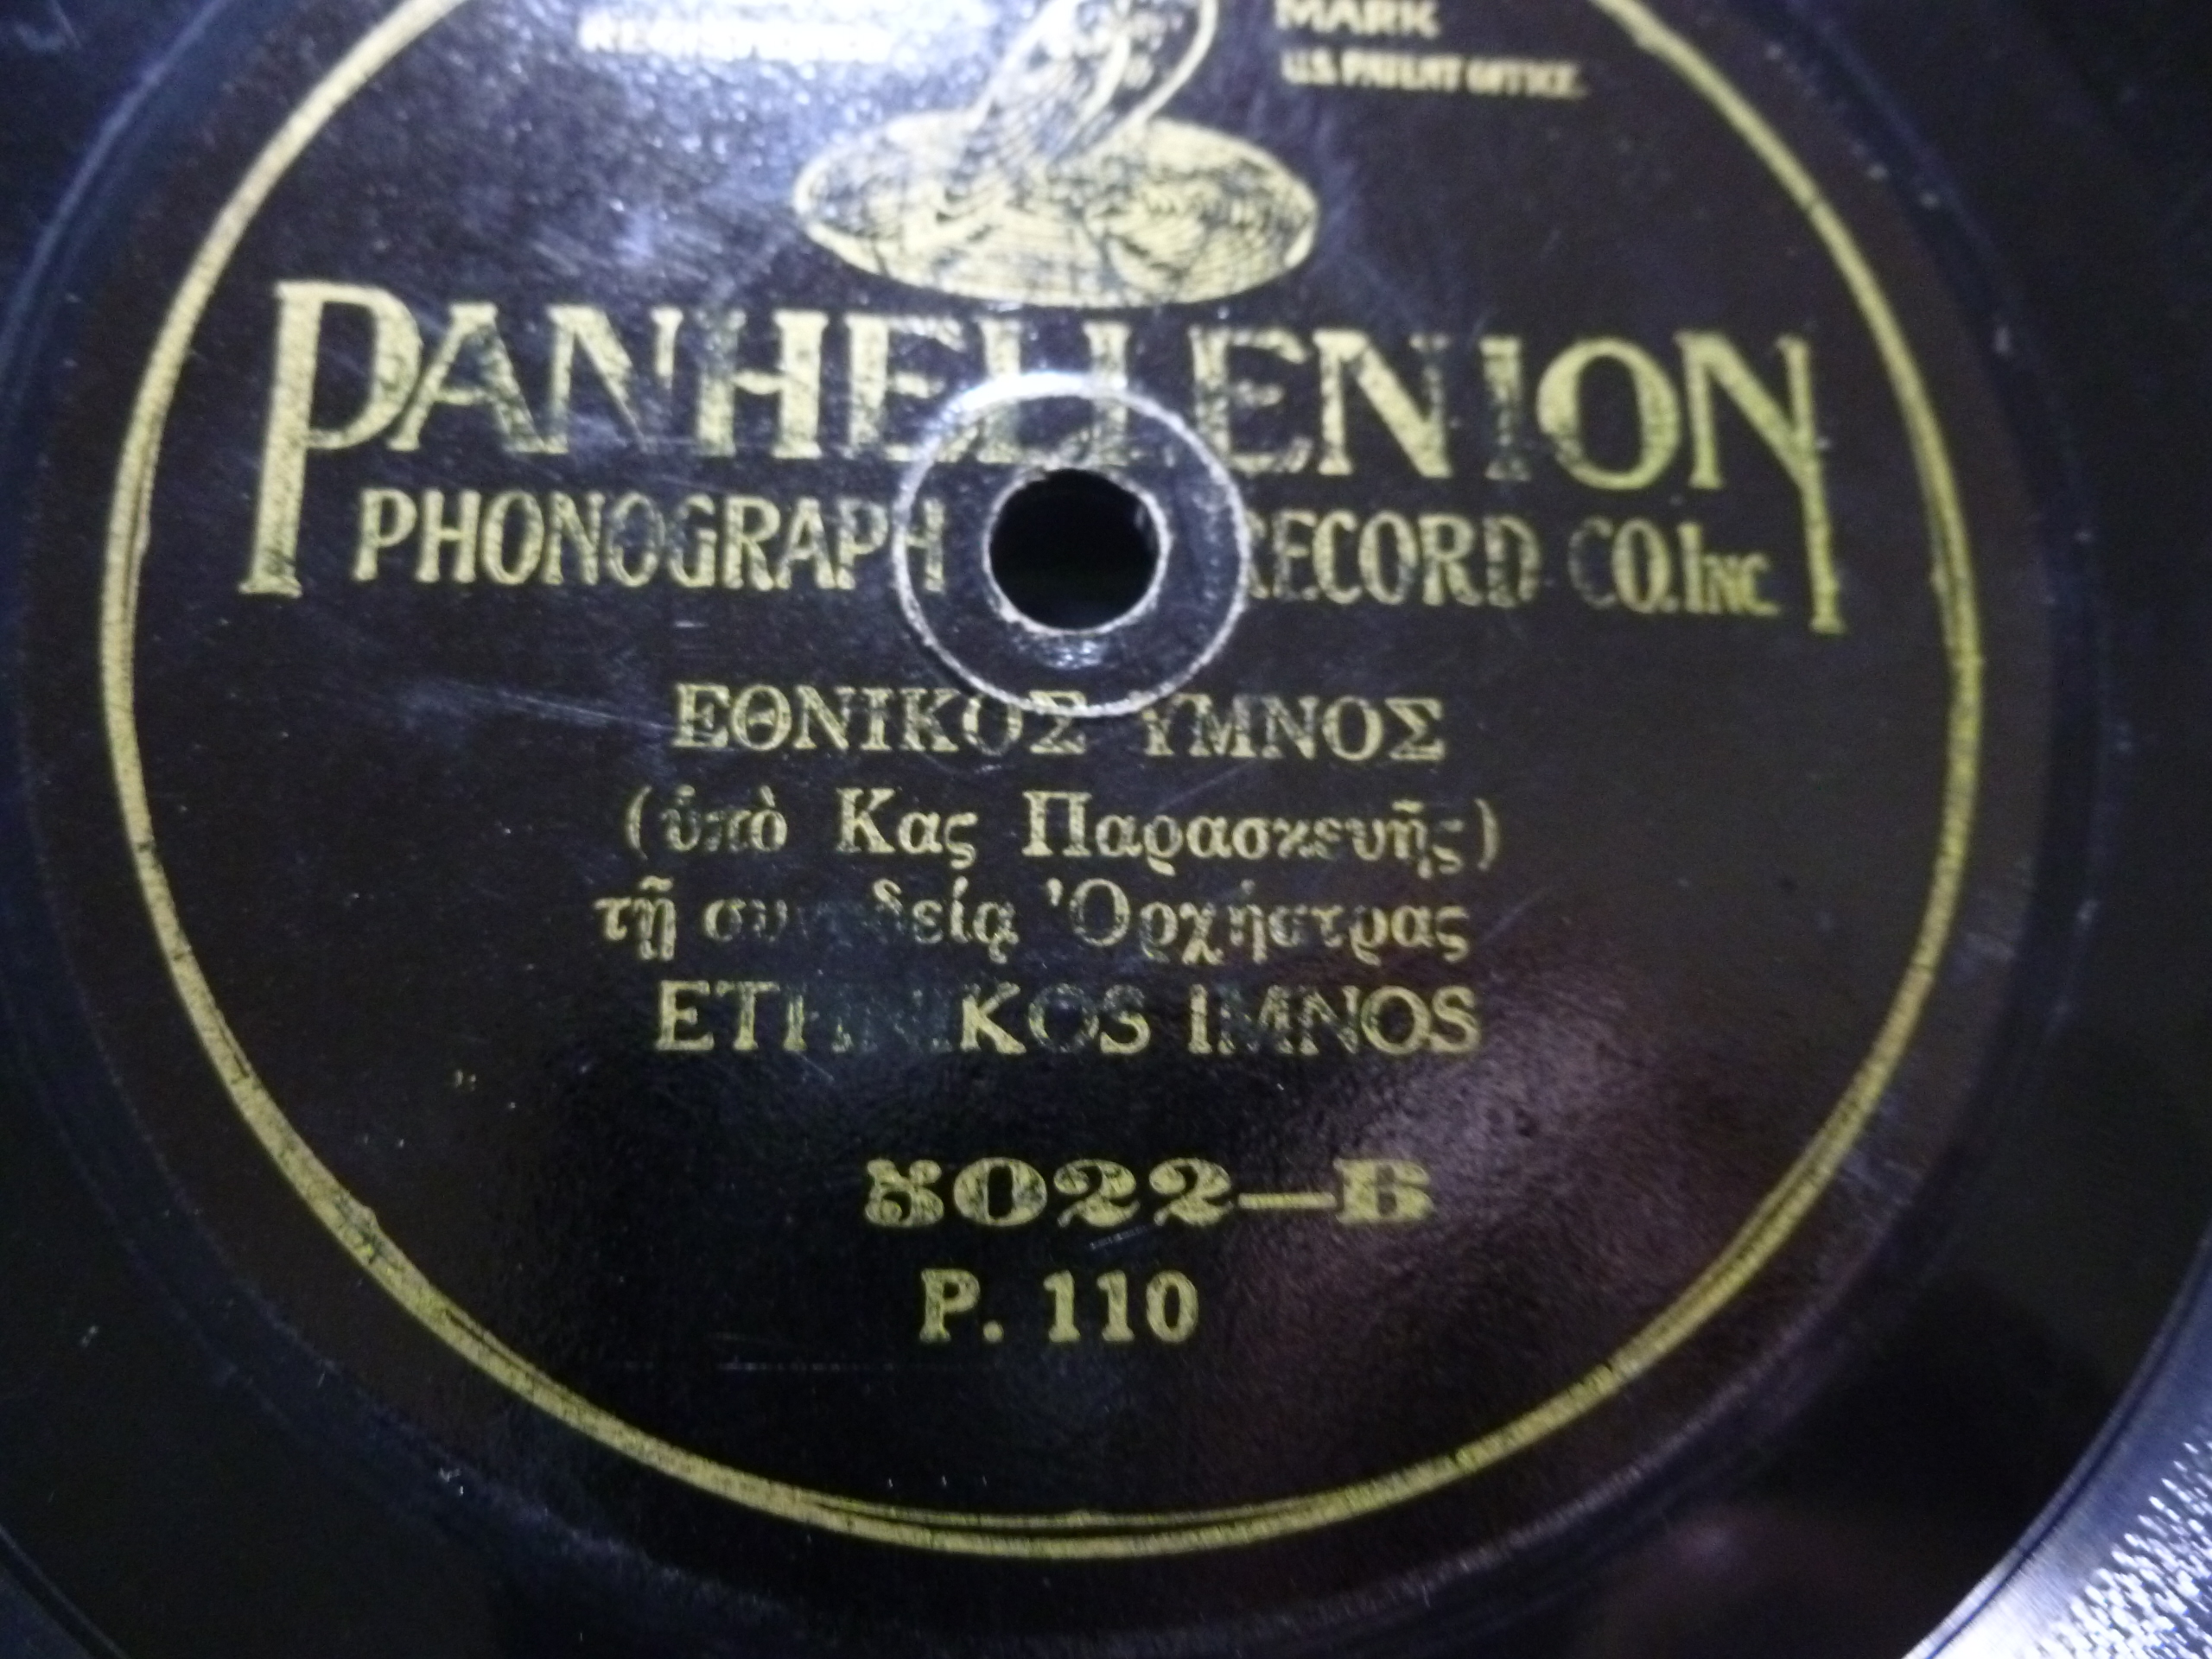 MARK
U.S. PATENT OFFICE.
PANHELLENION
PHONOGRAPH RECORD CO. INC.
ΕΘΝΙΚΟΣ ΥΜΝΟΣ
(ὑπὸ Κας Παρασκευῆς)
τῇ συνοδείᾳ Ὀρχήστρας
ETHNIKOS IMNOS
8022—B
P. 110